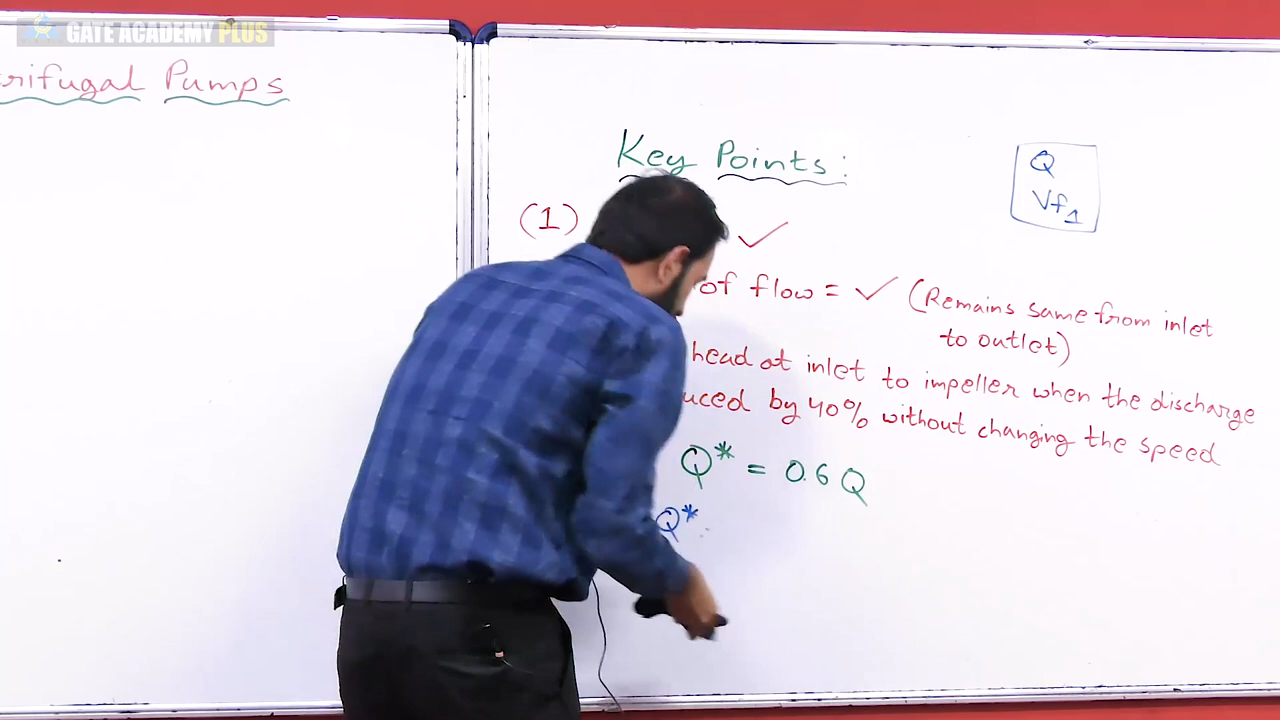 GATE ACADEMY PLUS
rifugal Pumps
Key Points:
Q
Vf1
(1) ✓
of flow = ✓ (Remains same from inlet
to outlet)
head at inlet to impeller when the discharge
uced by 40% without changing the speed
Q* = 0.6 Q
Q*